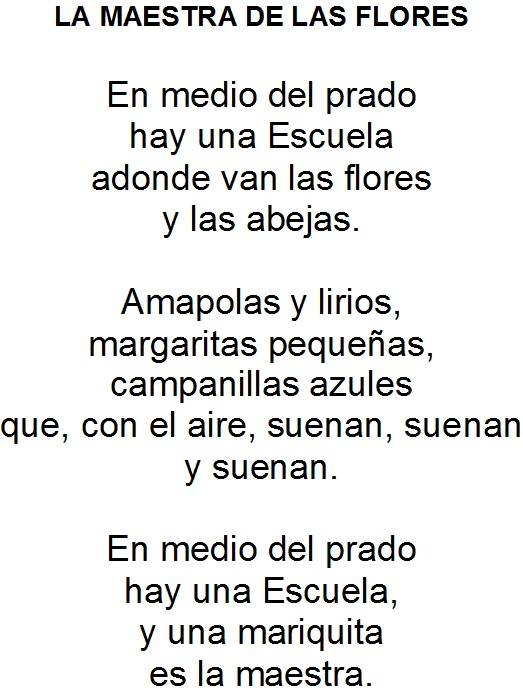 LA MAESTRA DE LAS FLORES
En medio del prado
hay una Escuela
adonde van las flores
y las abejas.
Amapolas y lirios,
margaritas pequeñas,
campanillas azules
que, con el aire, suenan, suenan
y suenan.
En medio del prado
hay una Escuela,
y una mariquita
es la maestra.